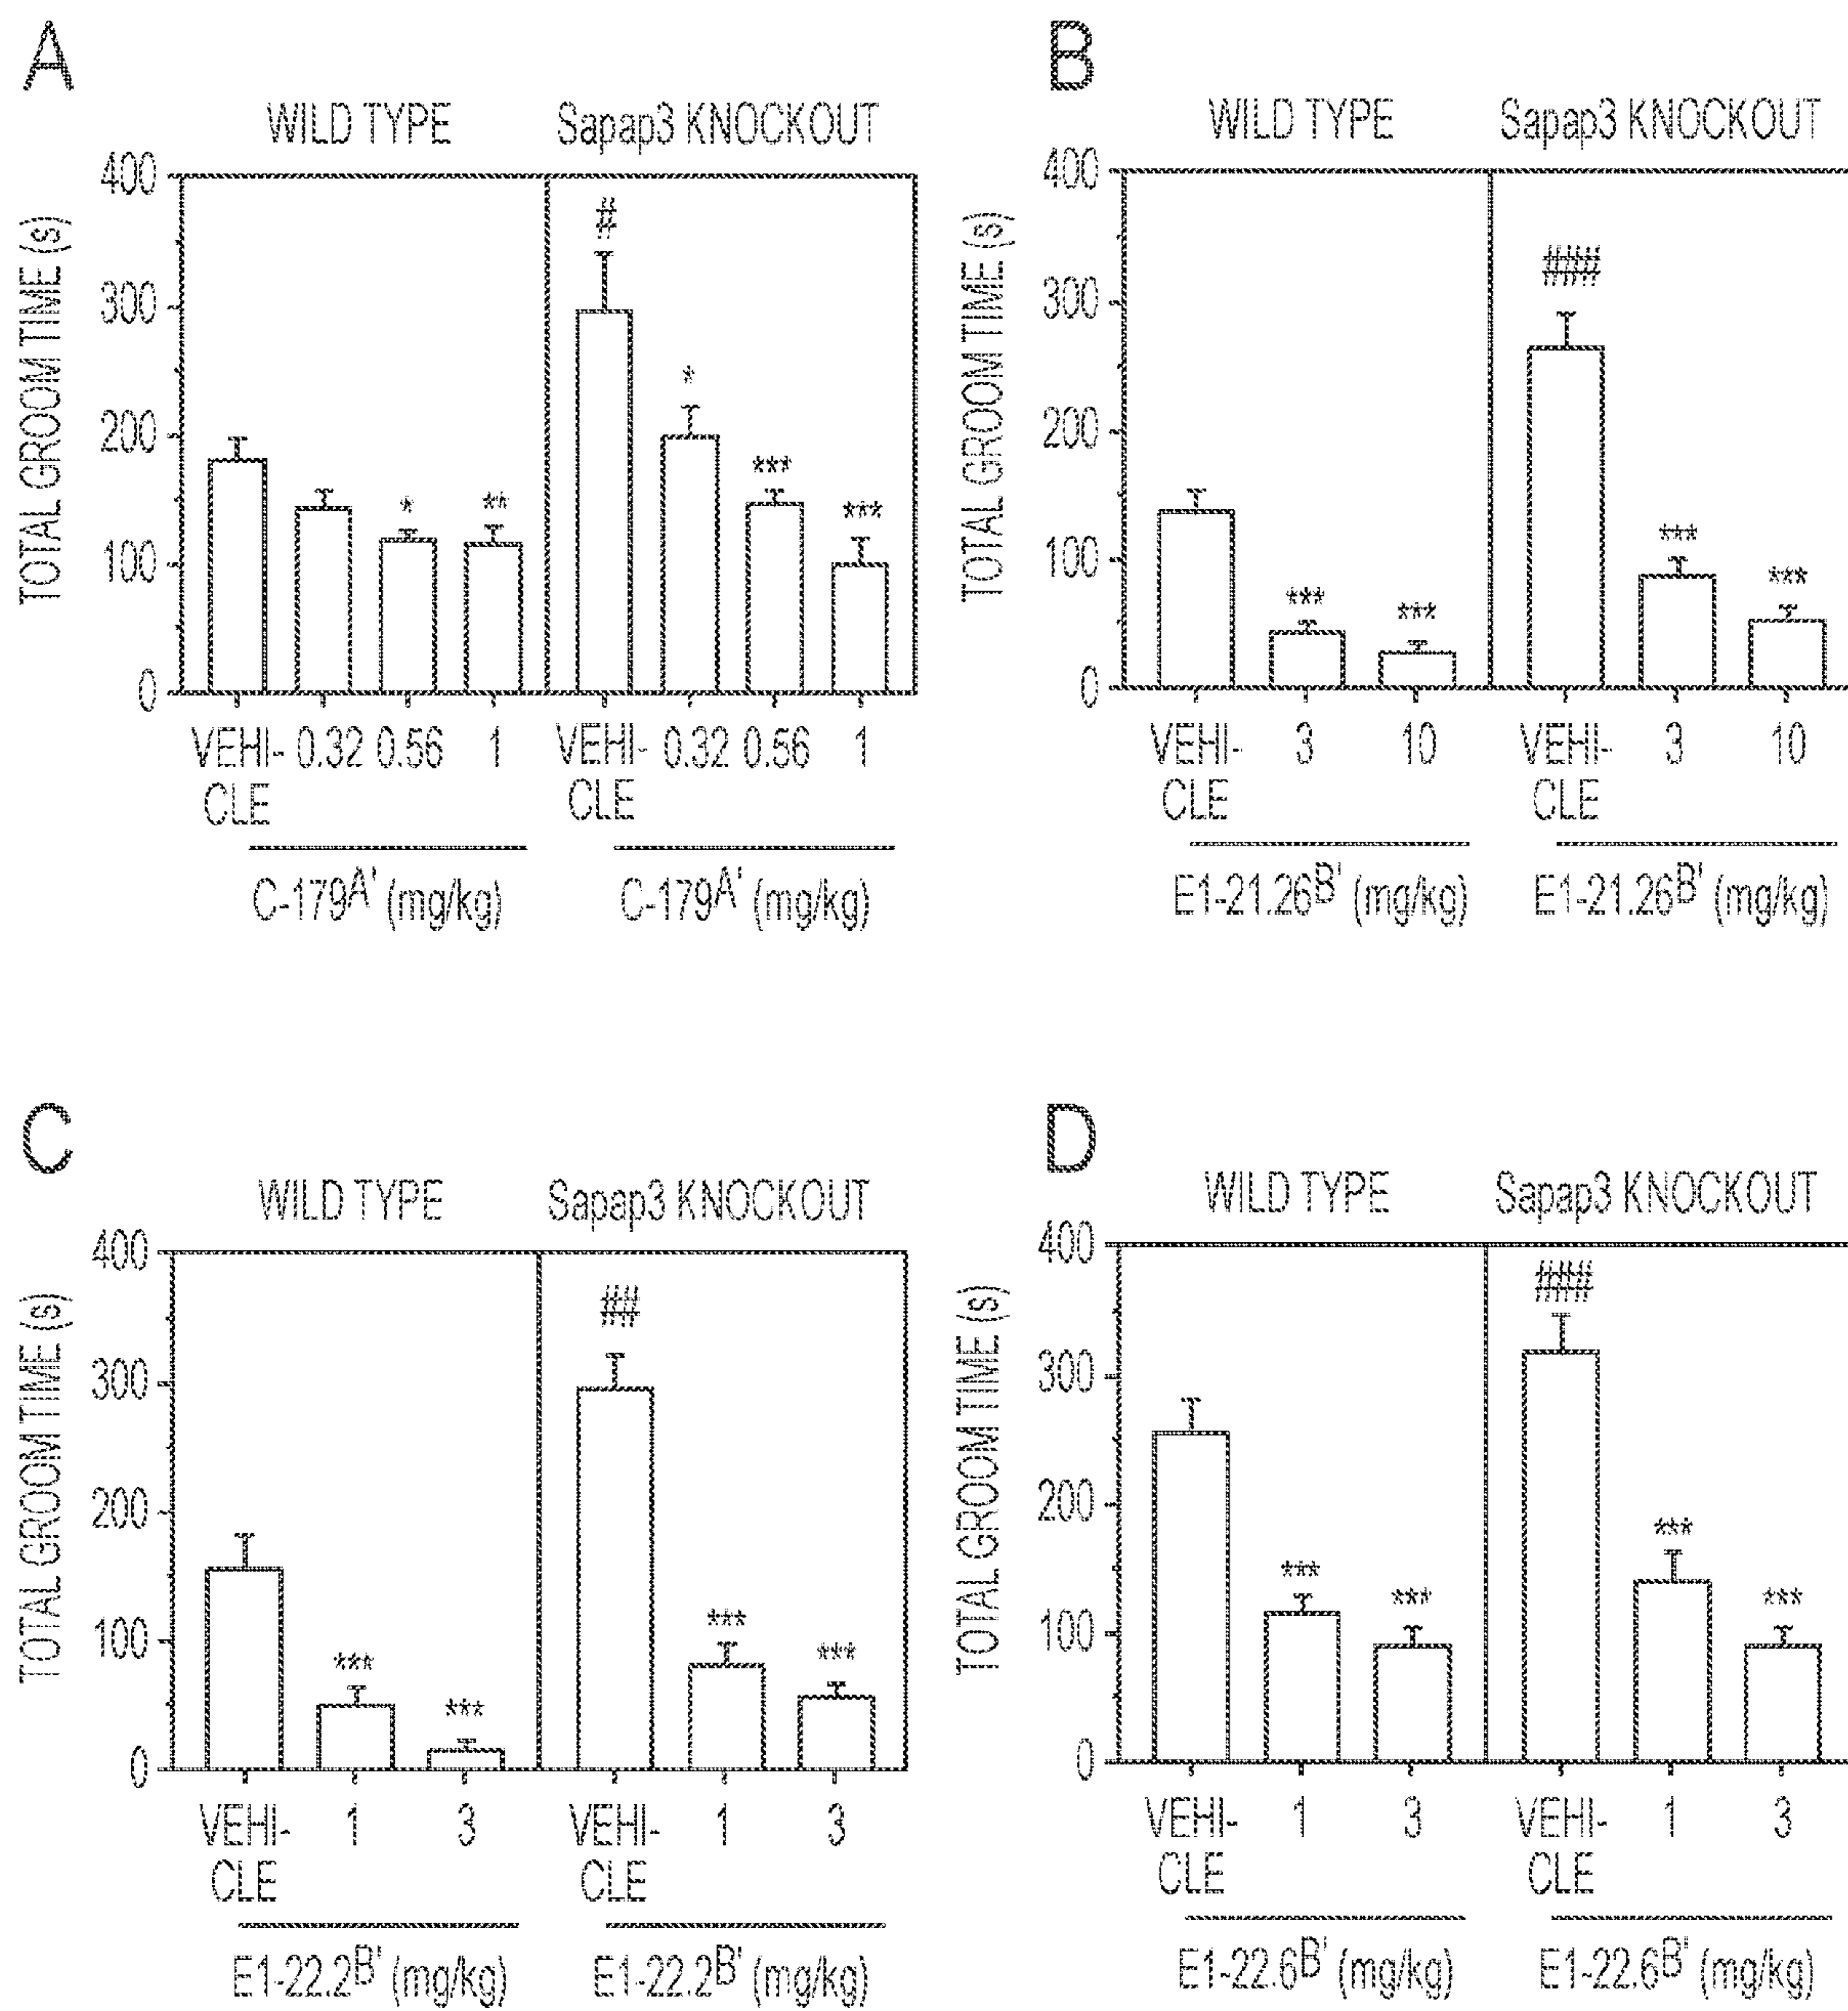 A
WILD TYPE Sapap3 KNOCKOUT
TOTAL GROOM TIME (s)
400
300
200
100
0
#
*
***
***
*
**
VEHI- 0.32 0.56 1 VEHI- 0.32 0.56 1
CLE CLE
C-179A' (mg/kg) C-179A' (mg/kg)
B
WILD TYPE Sapap3 KNOCKOUT
TOTAL GROOM TIME (s)
400
300
200
100
0
###
***
***
***
***
VEHI- 3 10 VEHI- 3 10
CLE CLE
E1-21.26B' (mg/kg) E1-21.26B' (mg/kg)
C
WILD TYPE Sapap3 KNOCKOUT
TOTAL GROOM TIME (s)
400
300
200
100
0
##
***
***
***
***
VEHI- 1 3 VEHI- 1 3
CLE CLE
E1-22.2B' (mg/kg) E1-22.2B' (mg/kg)
D
WILD TYPE Sapap3 KNOCKOUT
TOTAL GROOM TIME (s)
400
300
200
100
0
###
***
***
***
***
VEHI- 1 3 VEHI- 1 3
CLE CLE
E1-22.6B' (mg/kg) E1-22.6B' (mg/kg)